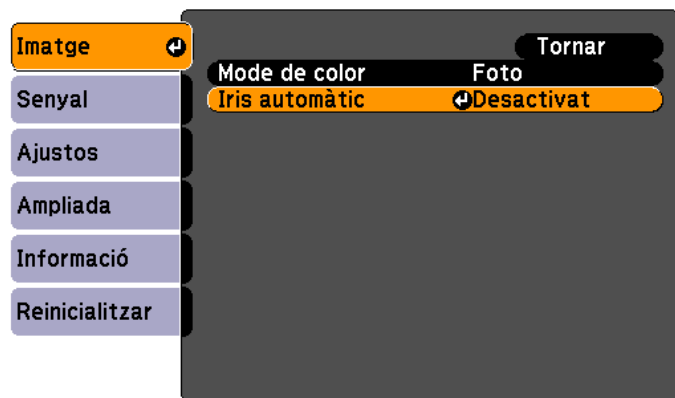 Imatge
Senyal
Ajustos
Ampliada
Informació
Reinicialitzar
Tornar
Mode de color Foto
Iris automàtic Desactivat